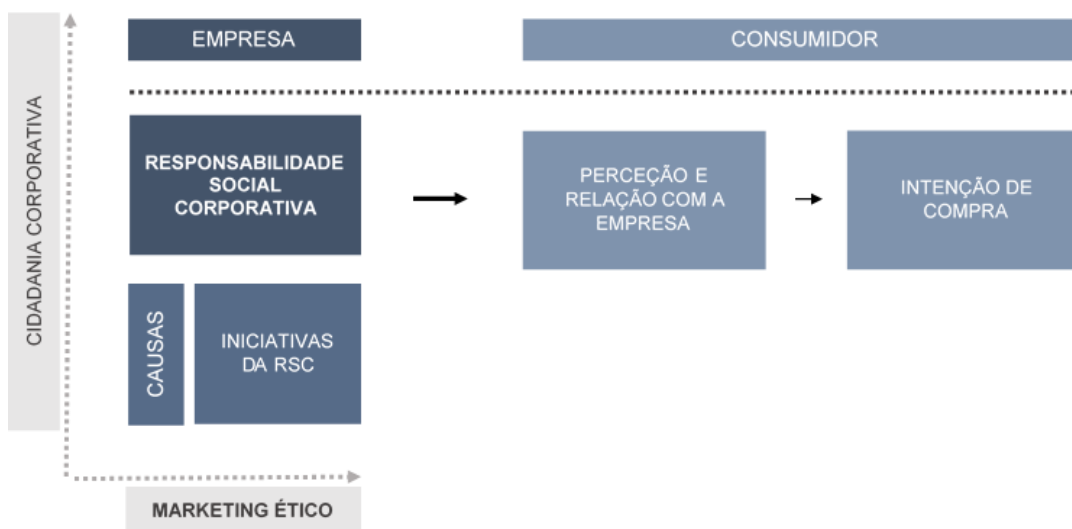 EMPRESA
CONSUMIDOR
CIDADANIA CORPORATIVA
RESPONSABILIDADE
SOCIAL
CORPORATIVA
PERCEÇÃO E
RELAÇÃO COM A
EMPRESA
INTENÇÃO DE
COMPRA
CAUSAS
INICIATIVAS
DA RSC
MARKETING ÉTICO